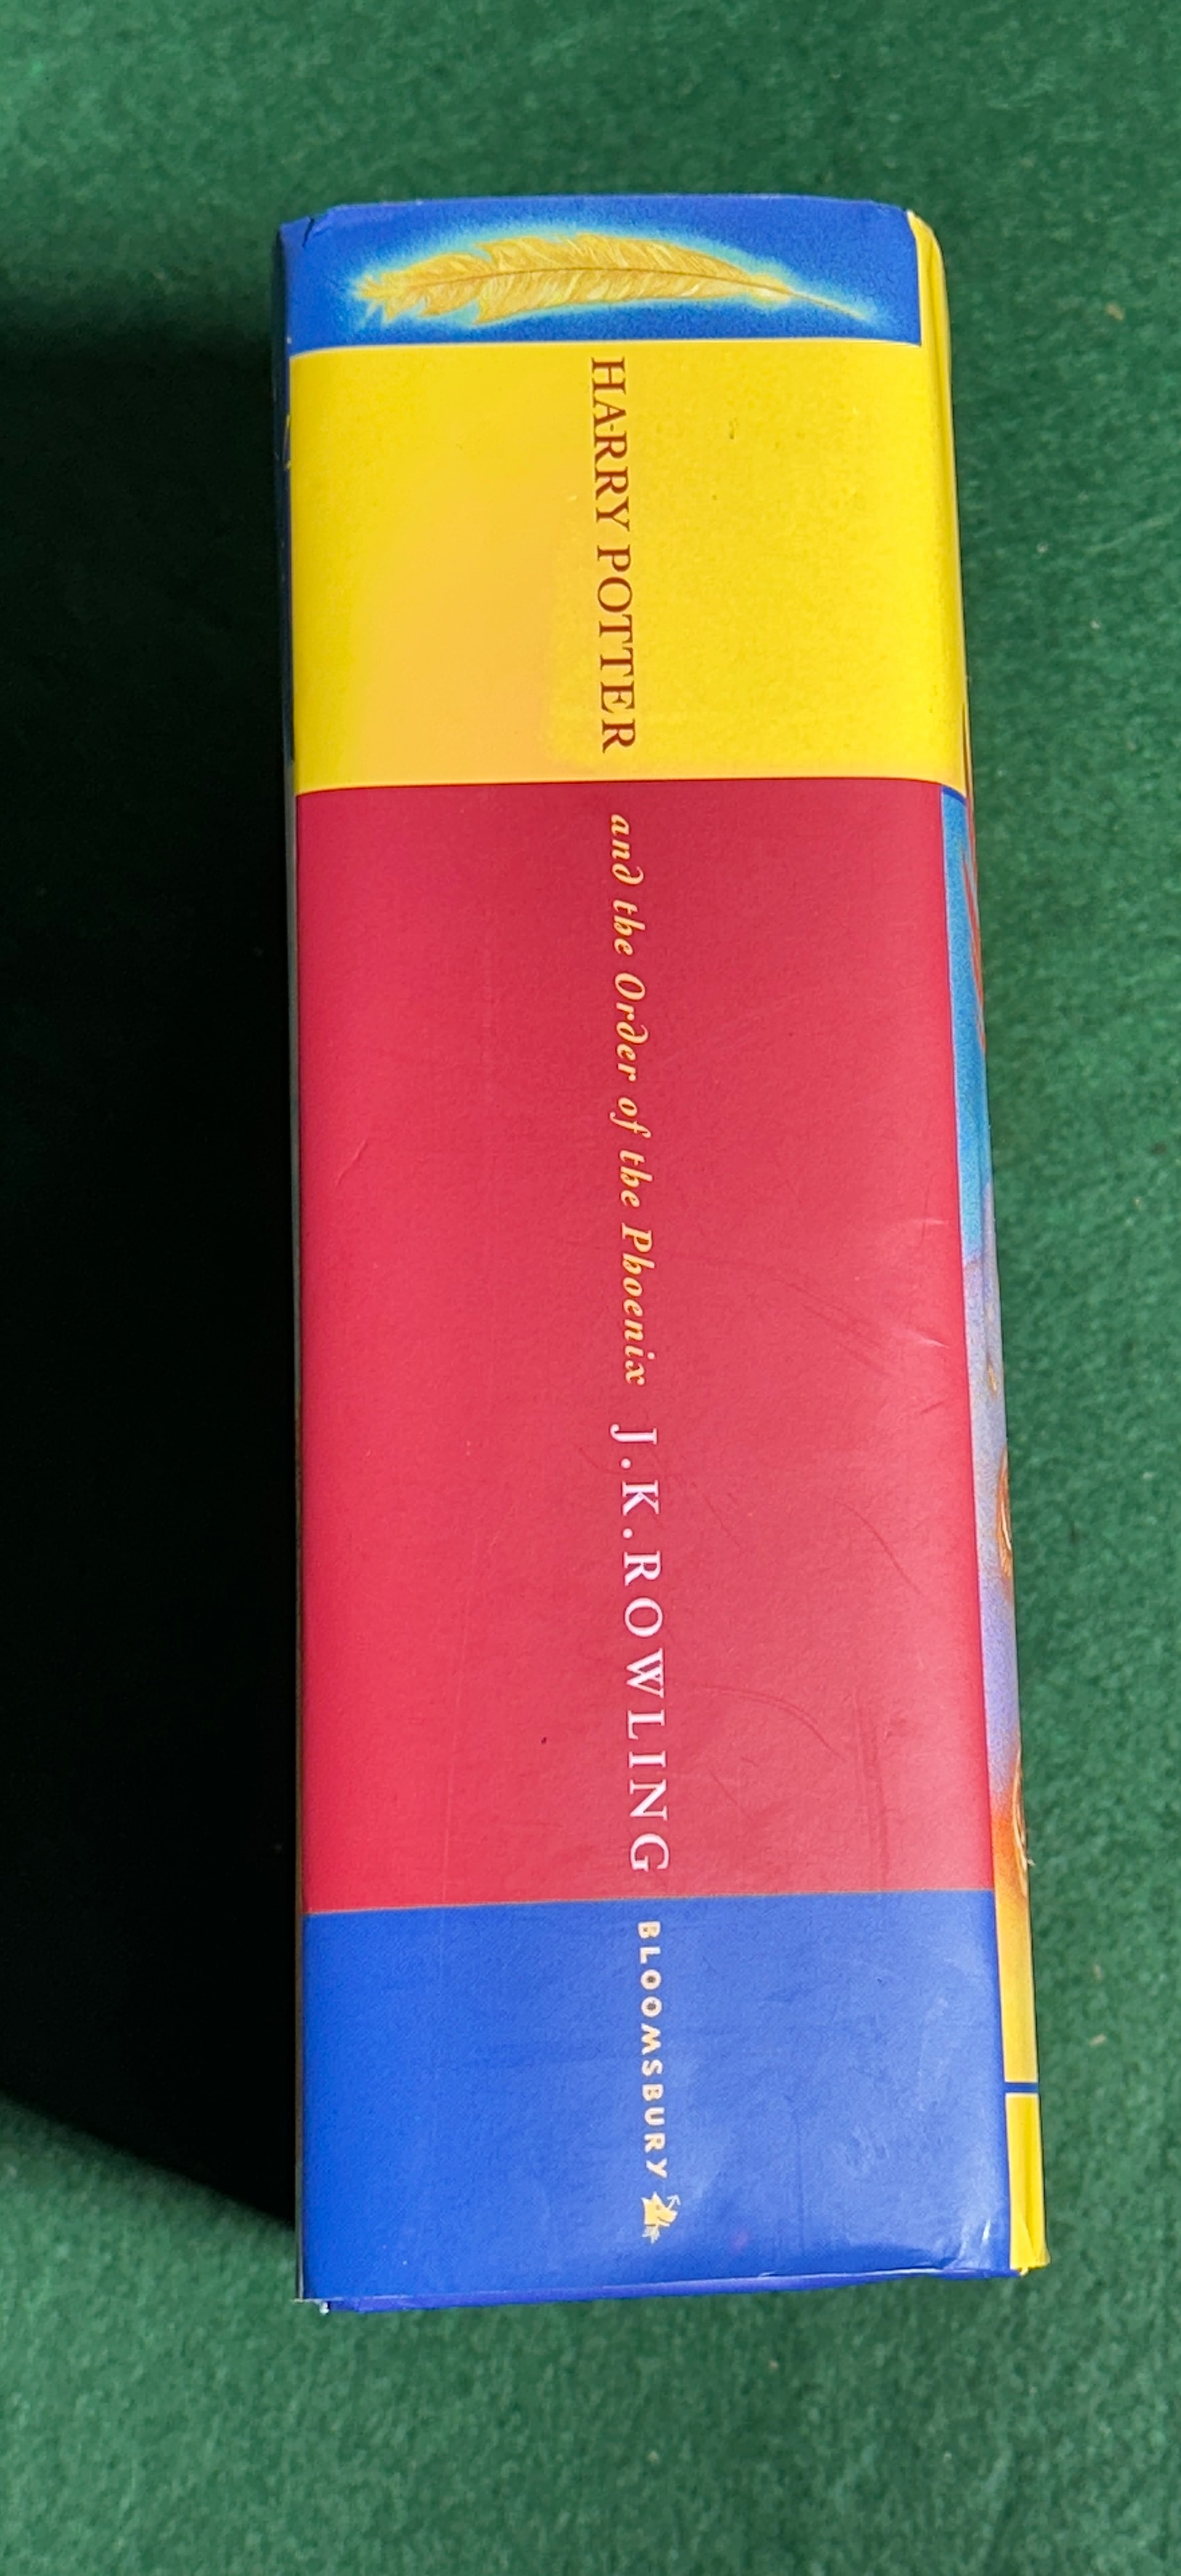 HARRY POTTER
and the Order of the Phoenix J.K.ROWLING
BLOOMSBURY